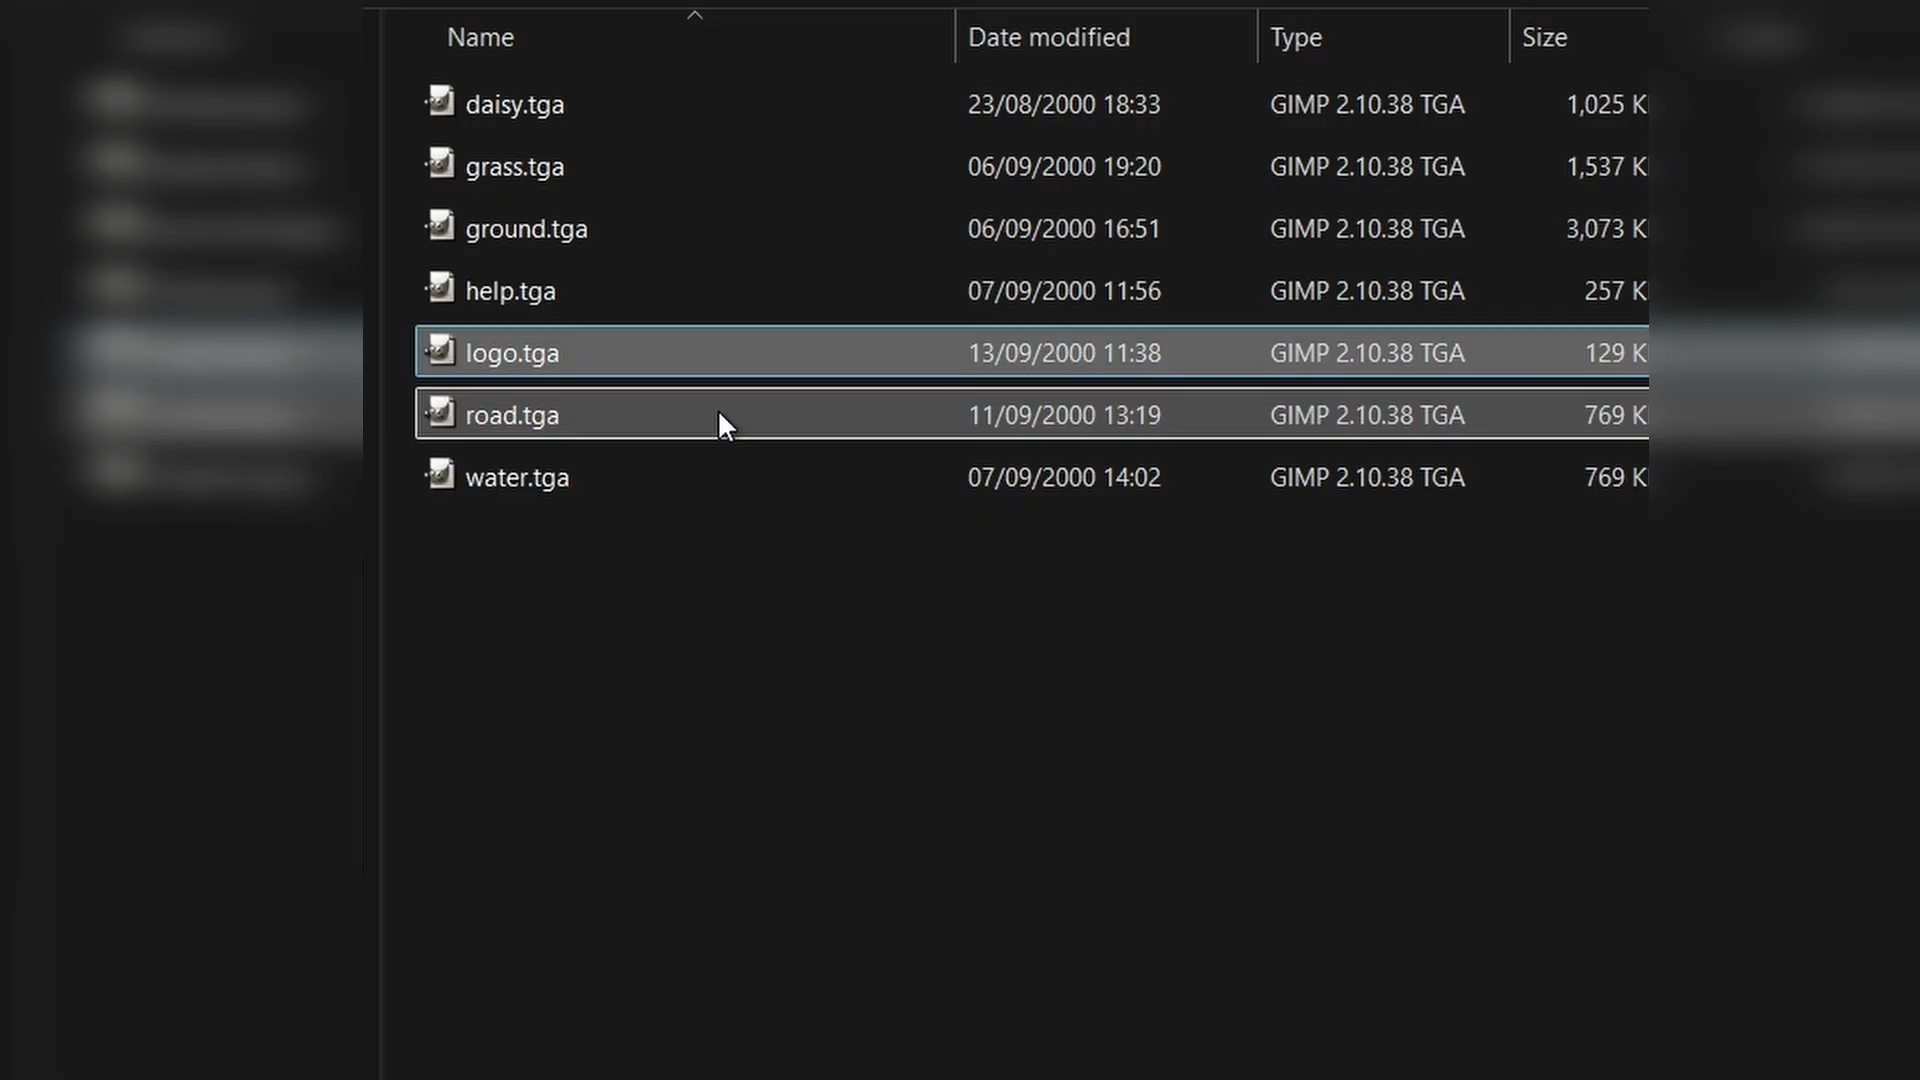 Name Date modified Type Size
daisy.tga 23/08/2000 18:33 GIMP 2.10.38 TGA 1,025 K
grass.tga 06/09/2000 19:20 GIMP 2.10.38 TGA 1,537 K
ground.tga 06/09/2000 16:51 GIMP 2.10.38 TGA 3,073 K
help.tga 07/09/2000 11:56 GIMP 2.10.38 TGA 257 K
logo.tga 13/09/2000 11:38 GIMP 2.10.38 TGA 129 K
road.tga 11/09/2000 13:19 GIMP 2.10.38 TGA 769 K
water.tga 07/09/2000 14:02 GIMP 2.10.38 TGA 769 K